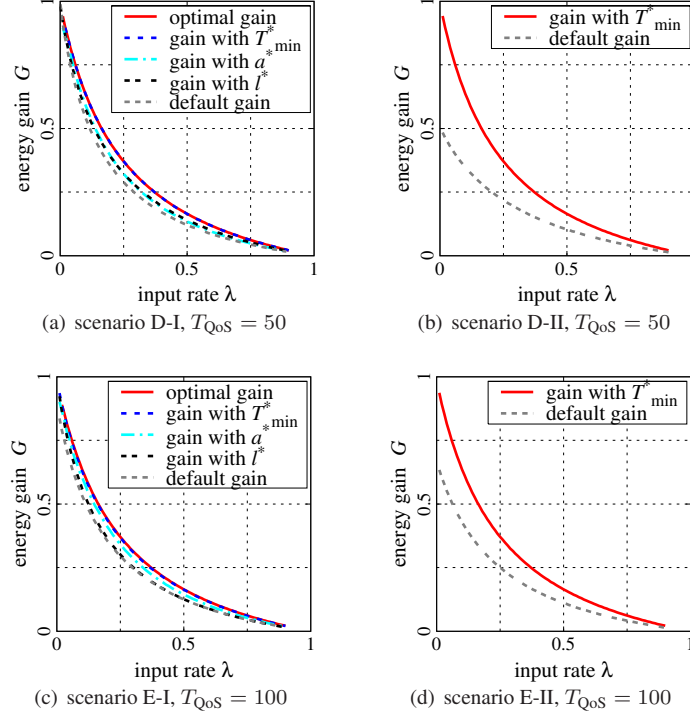 1
energy gain G
0.5
0
optimal gain
gain with T*min
gain with a*
gain with l*
default gain
0
0.5
1
input rate λ
(a) scenario D-I, TQoS = 50
1
energy gain G
0.5
0
gain with T*min
default gain
0
0.5
1
input rate λ
(b) scenario D-II, TQoS = 50
1
energy gain G
0.5
0
optimal gain
gain with T*min
gain with a*
gain with l*
default gain
0
0.5
1
input rate λ
(c) scenario E-I, TQoS = 100
1
energy gain G
0.5
0
gain with T*min
default gain
0
0.5
1
input rate λ
(d) scenario E-II, TQoS = 100